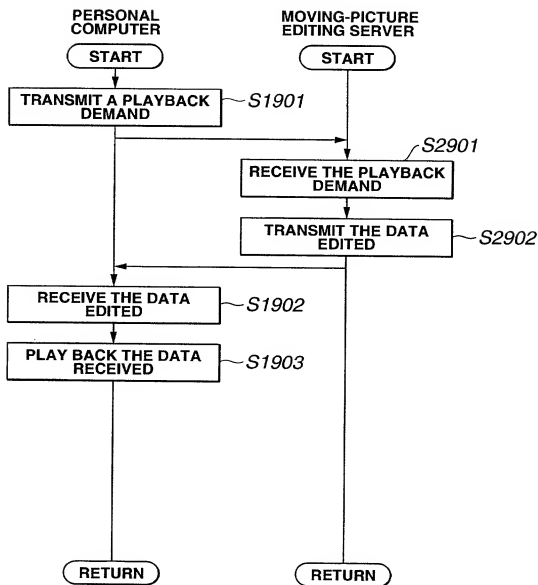 PERSONAL
COMPUTER
MOVING-PICTURE
EDITING SERVER
START
START
TRANSMIT A PLAYBACK
DEMAND
S1901
S2901
RECEIVE THE PLAYBACK
DEMAND
TRANSMIT THE DATA
EDITED
S2902
RECEIVE THE DATA
EDITED
S1902
PLAY BACK THE DATA
RECEIVED
S1903
RETURN
RETURN